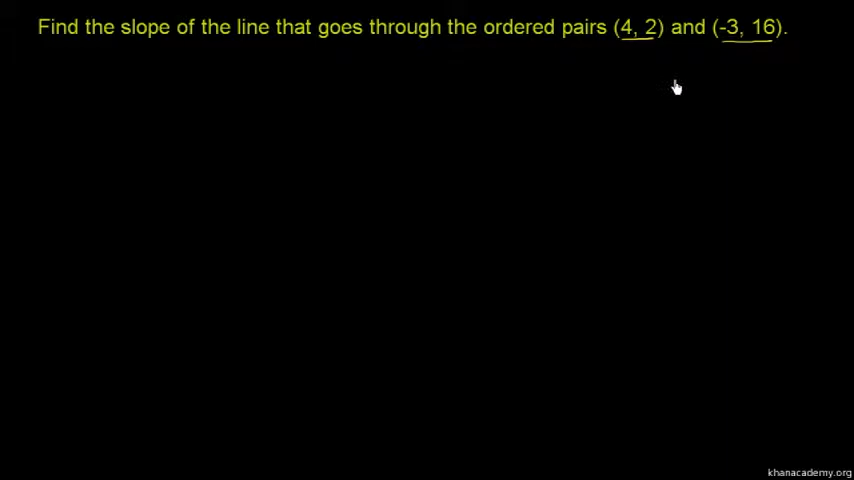 Find the slope of the line that goes through the ordered pairs (4, 2) and (-3, 16).
khanacademy.org